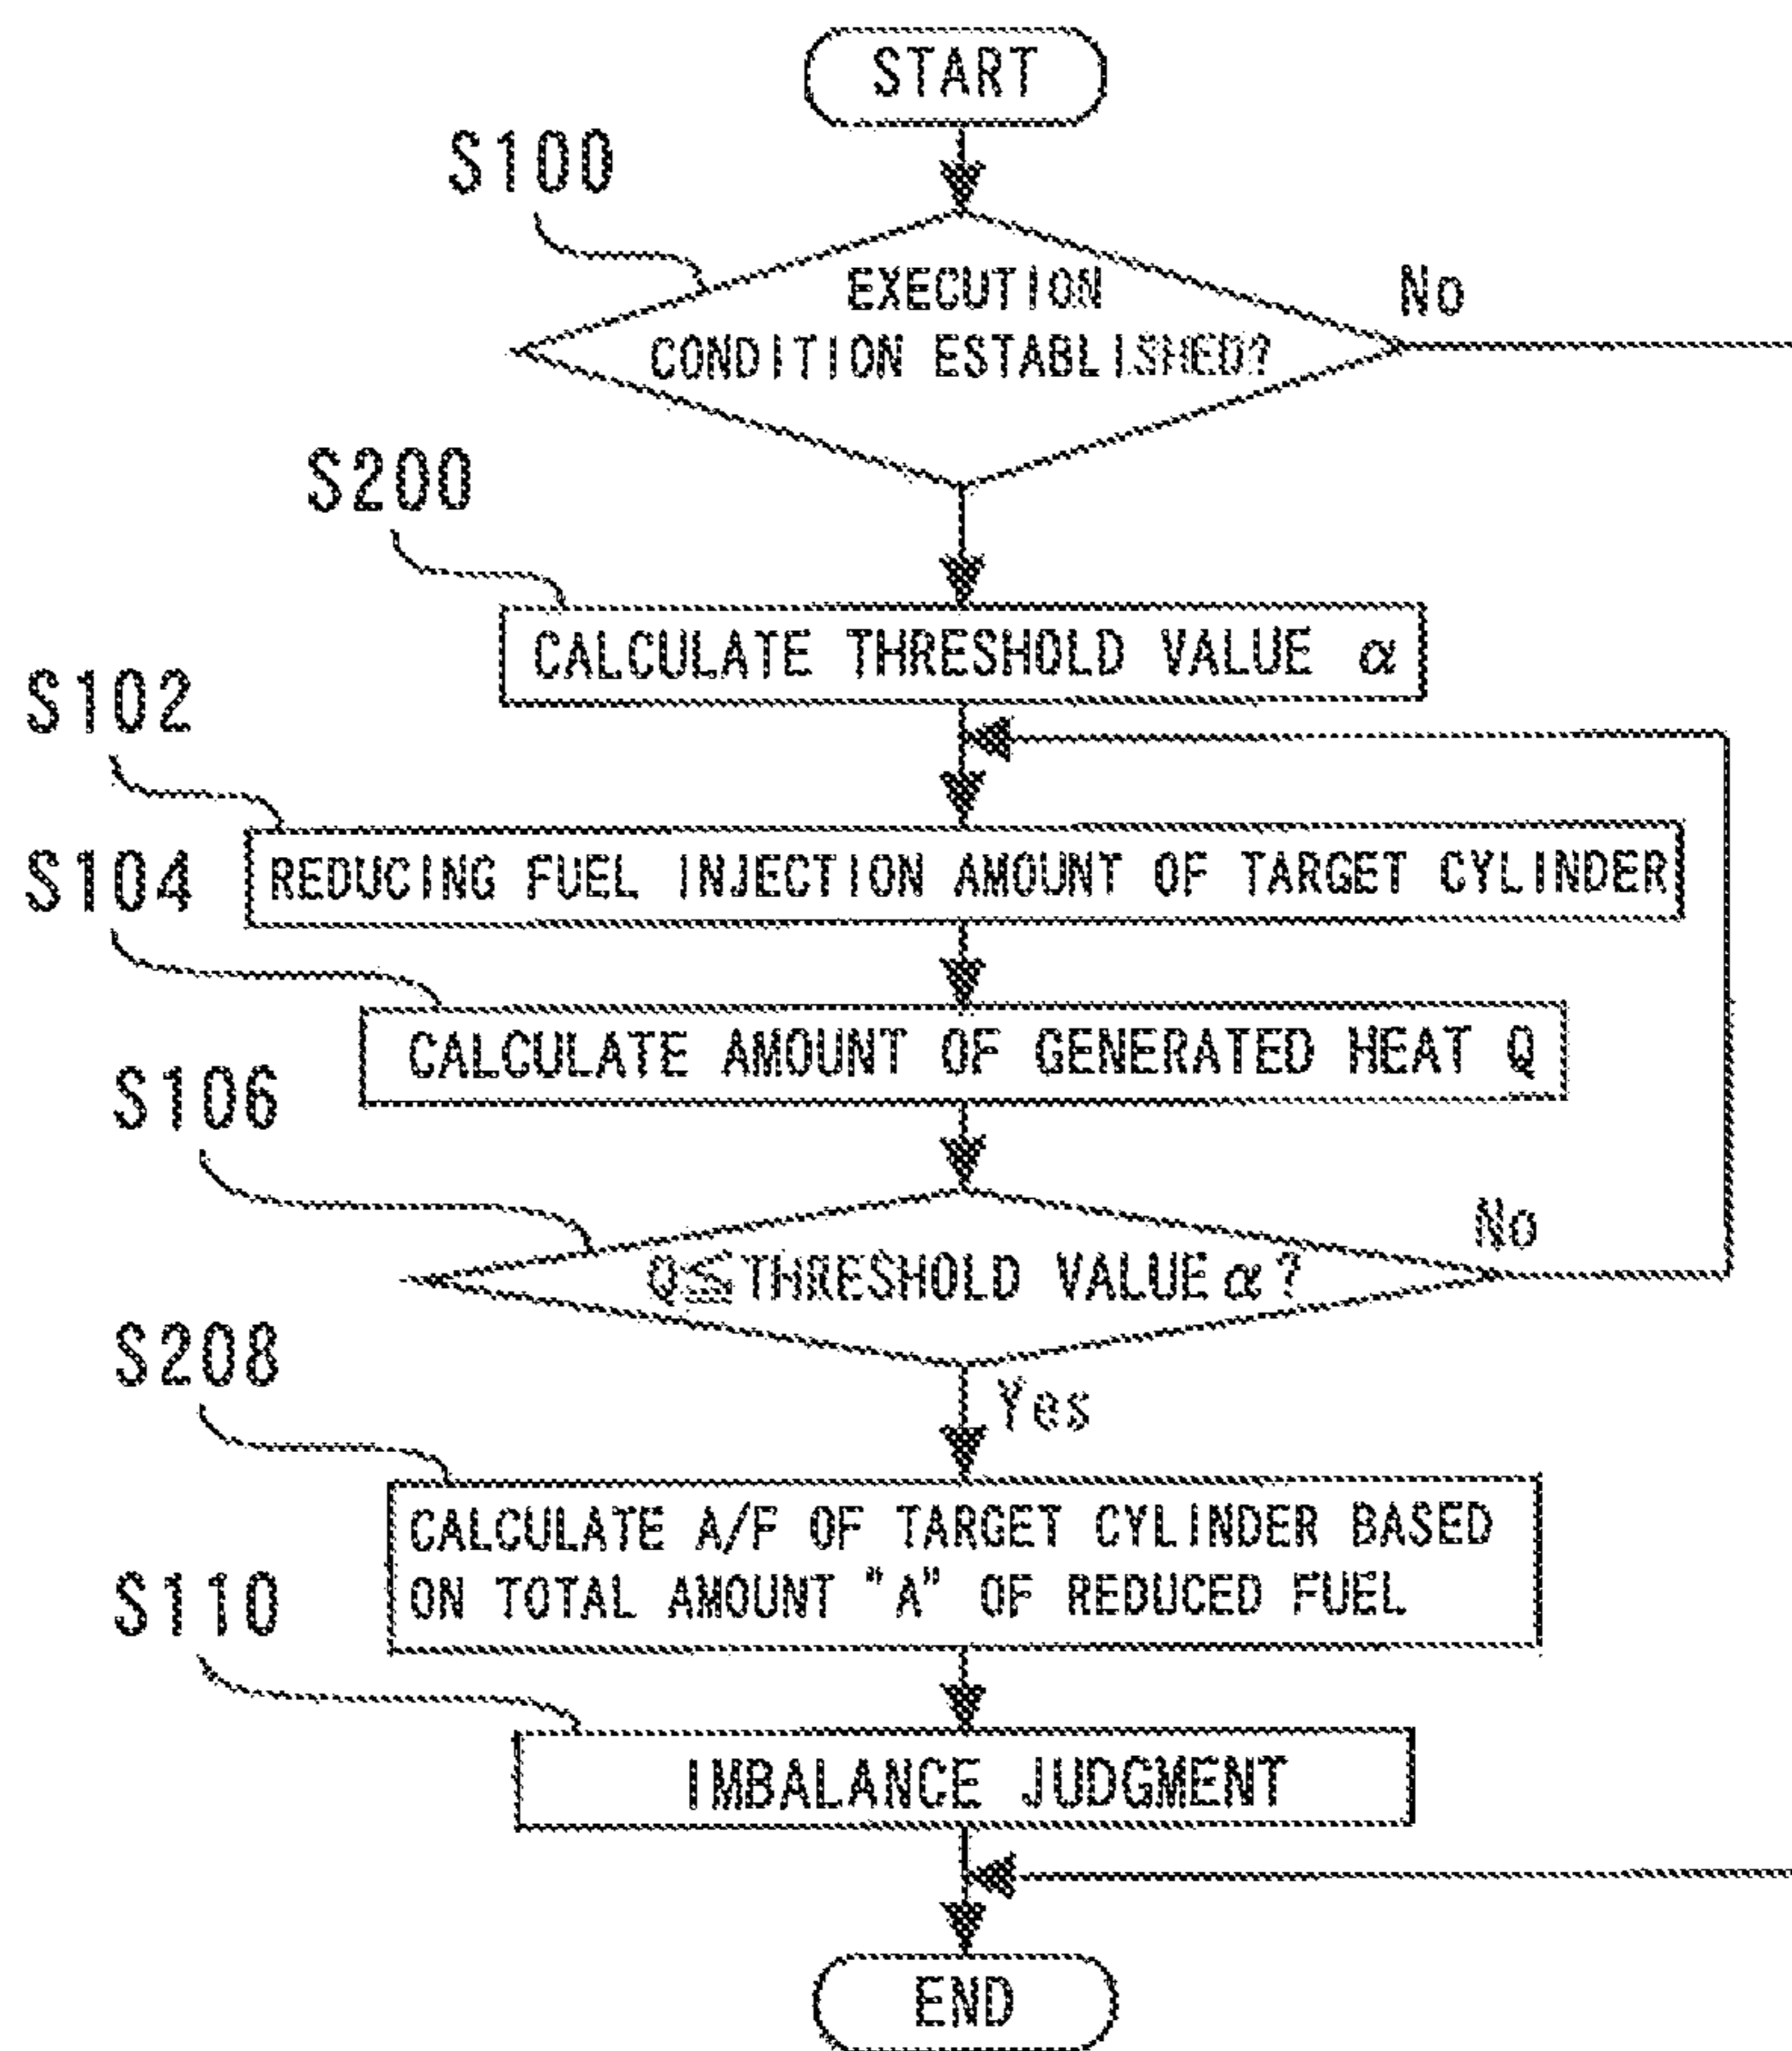 START
S100
EXECUTION
CONDITION ESTABLISHED?
No
S200
CALCULATE THRESHOLD VALUE α
S102
REDUCING FUEL INJECTION AMOUNT OF TARGET CYLINDER
S104
CALCULATE AMOUNT OF GENERATED HEAT Q
S106
Q≦THRESHOLD VALUE α?
No
Yes
S208
CALCULATE A/F OF TARGET CYLINDER BASED
ON TOTAL AMOUNT "A" OF REDUCED FUEL
S110
IMBALANCE JUDGMENT
END